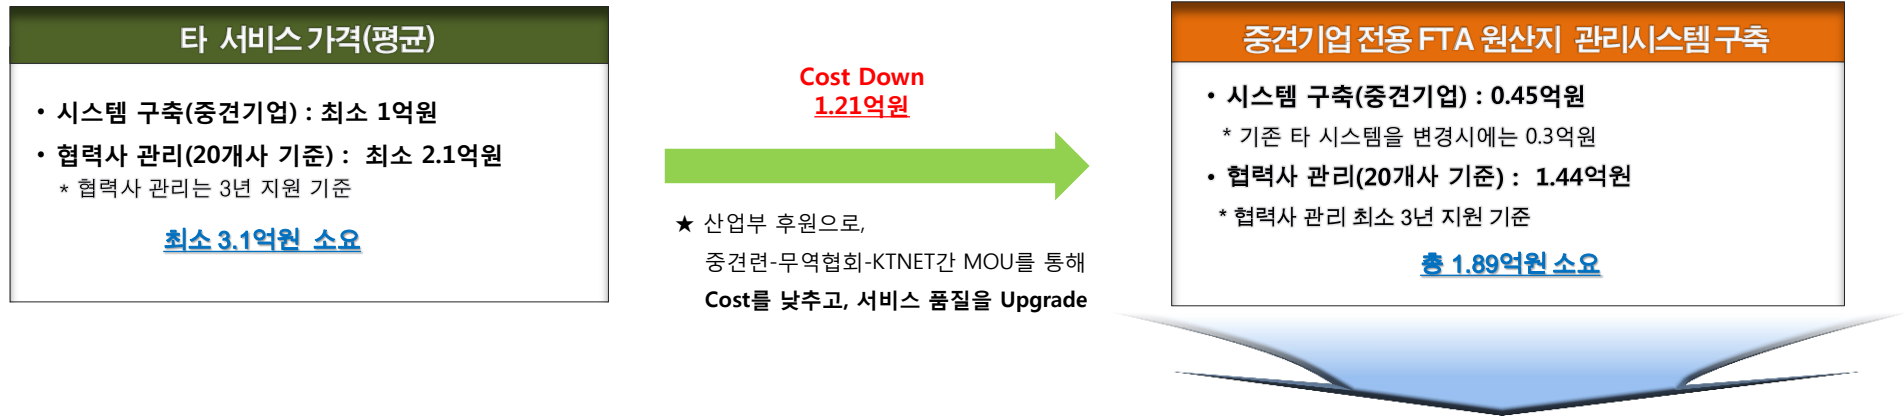 타 서비스 가격(평균)
• 시스템 구축(중견기업) : 최소 1억원
• 협력사 관리(20개사 기준) : 최소 2.1억원
* 협력사 관리는 3년 지원 기준
최소 3.1억원 소요
Cost Down
1.21억원
★ 산업부 후원으로,
중견련-무역협회-KTNET간 MOU를 통해
Cost를 낮추고, 서비스 품질을 Upgrade
중견기업 전용 FTA 원산지 관리시스템 구축
• 시스템 구축(중견기업) : 0.45억원
* 기존 타 시스템을 변경시에는 0.3억원
• 협력사 관리(20개사 기준) : 1.44억원
* 협력사 관리 최소 3년 지원 기준
총 1.89억원 소요